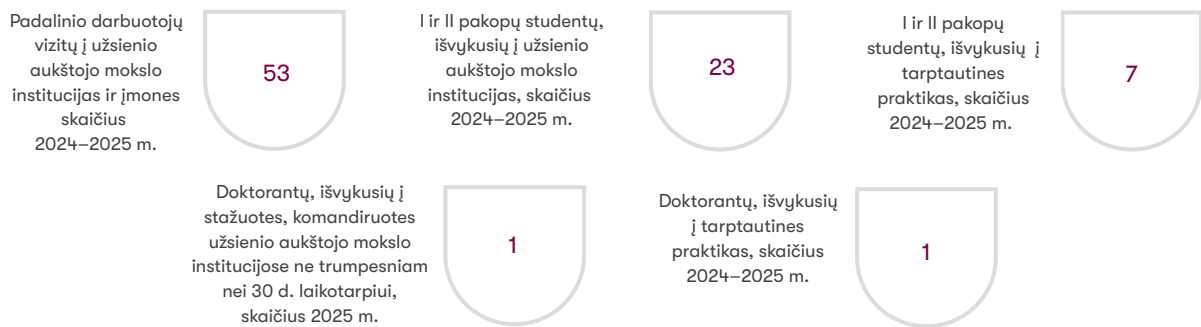 Padalinio darbuotojų
vizitų į užsienio
aukštojo mokslo
institucijas ir įmones
skaičius
2024–2025 m.
53
I ir II pakopų studentų,
išvykusių į užsienio
aukštojo mokslo
institucijas, skaičius
2024–2025 m.
23
I ir II pakopų
studentų, išvykusių į
tarptautines
praktikas, skaičius
2024–2025 m.
7
Doktorantų, išvykusių į
stažuotes, komandiruotes
užsienio aukštojo mokslo
institucijose ne trumpesniam
nei 30 d. laikotarpiui,
skaičius 2025 m.
1
Doktorantų, išvykusių
į tarptautines
praktikas, skaičius
2024–2025 m.
1